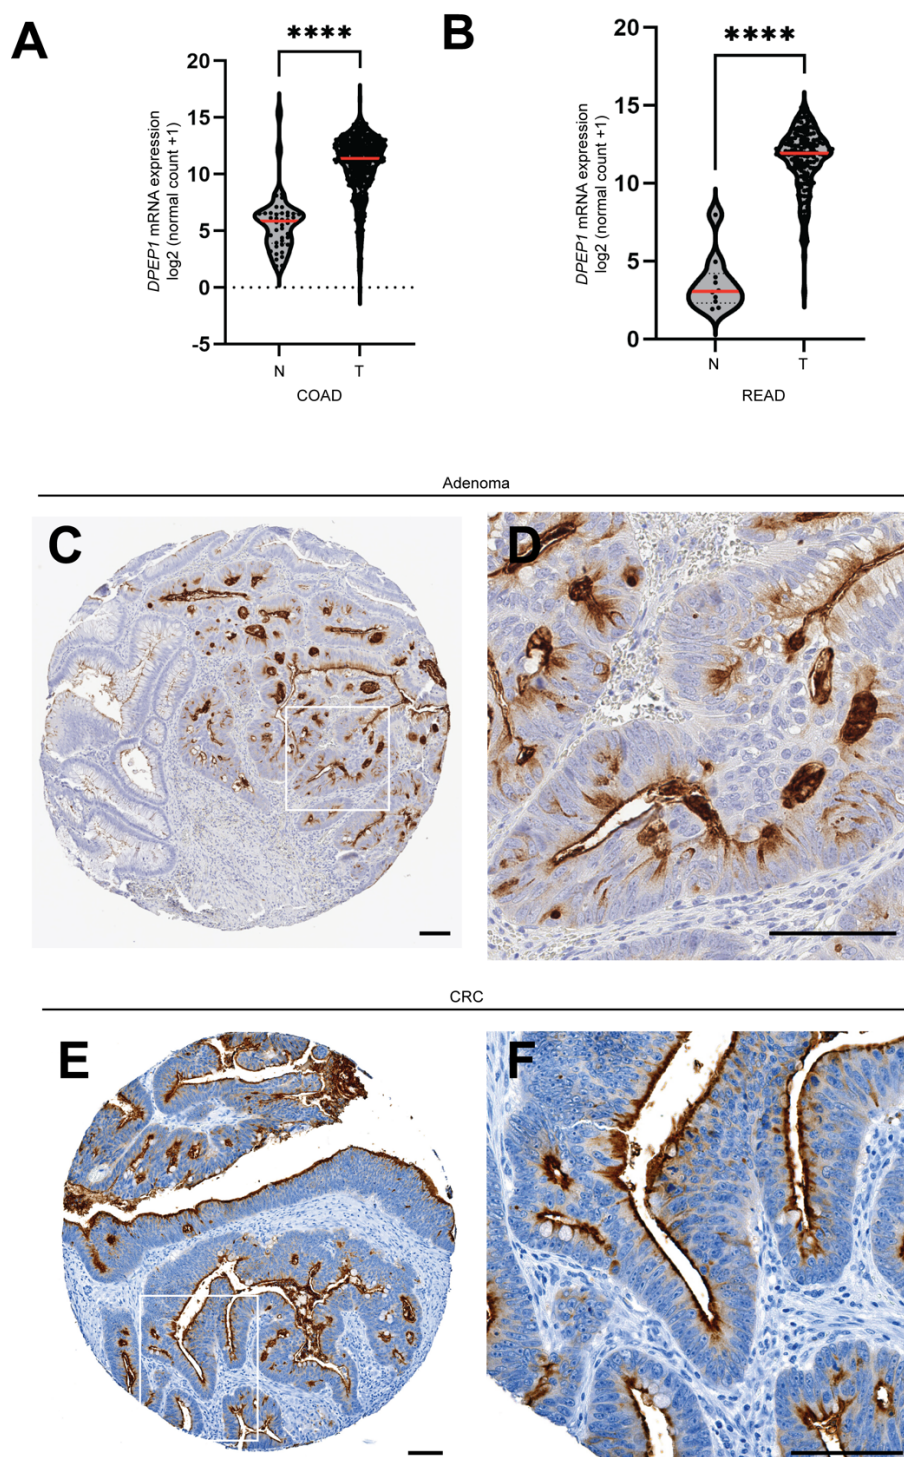 A
****
20
15
10
5
0
-5
DPEP1 mRNA expression
log2 (normal count +1)
N
T
COAD
B
****
20
15
10
5
0
DPEP1 mRNA expression
log2 (normal count +1)
N
T
READ
Adenoma
C
D
CRC
E
F